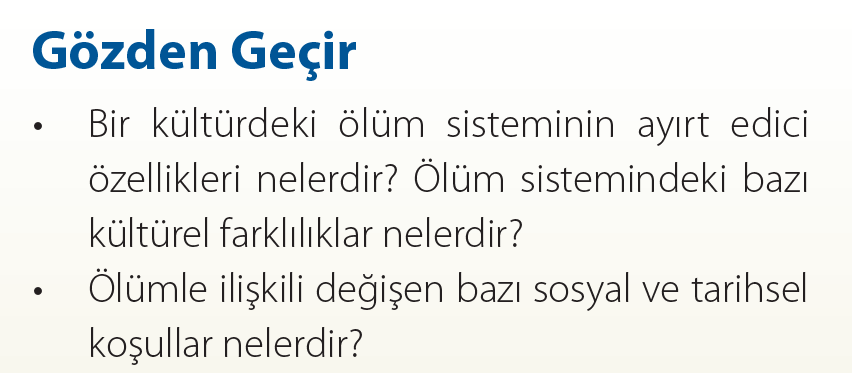 Gözden Geçir
• Bir kültürdeki ölüm sisteminin ayırt edici
özellikleri nelerdir? Ölüm sistemindeki bazı
kültürel farklılıklar nelerdir?
• Ölümle ilişkili değişen bazı sosyal ve tarihsel
koşullar nelerdir?